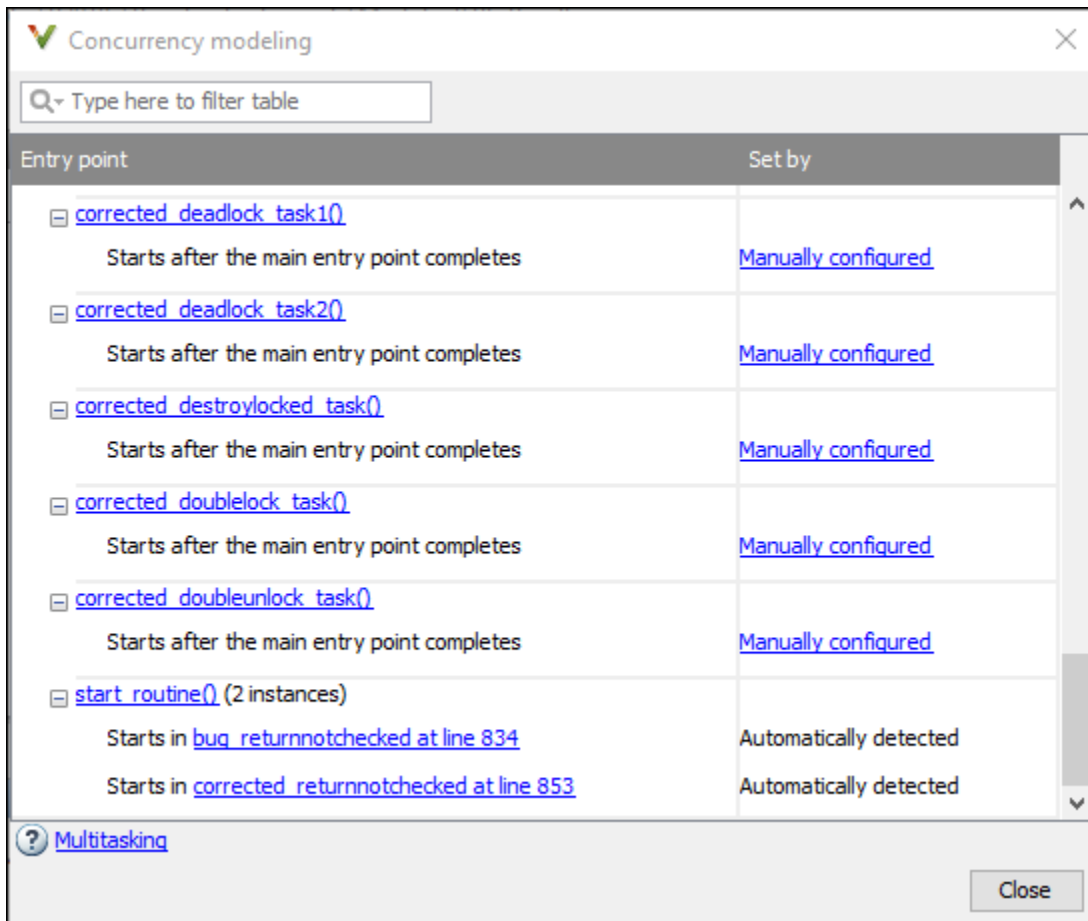 Concurrency modeling
Type here to filter table
Entry point Set by
corrected_deadlock_task1()
Starts after the main entry point completes Manually configured
corrected_deadlock_task2()
Starts after the main entry point completes Manually configured
corrected_destroylocked_task()
Starts after the main entry point completes Manually configured
corrected_doublelock_task()
Starts after the main entry point completes Manually configured
corrected_doubleunlock_task()
Starts after the main entry point completes Manually configured
start_routine() (2 instances)
Starts in bug_returnnotchecked at line 834 Automatically detected
Starts in corrected_returnnotchecked at line 853 Automatically detected
? Multitasking
Close